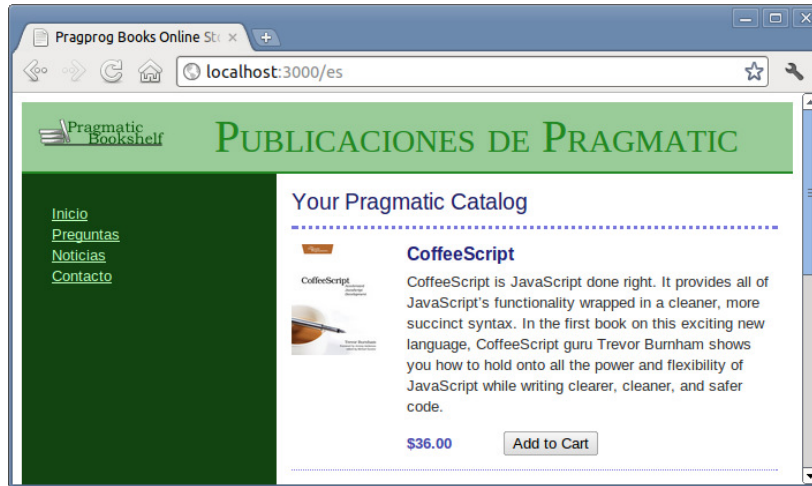 Pragprog Books Online St
localhost:3000/es
Pragmatic
Bookshelf
PUBLICACIONES DE PRAGMATIC
Inicio
Preguntas
Noticias
Contacto
Your Pragmatic Catalog
CoffeeScript
CoffeeScript
CoffeeScript is JavaScript done right. It provides all of
JavaScript's functionality wrapped in a cleaner, more
succinct syntax. In the first book on this exciting new
language, CoffeeScript guru Trevor Burnham shows
you how to hold onto all the power and flexibility of
JavaScript while writing clearer, cleaner, and safer
code.
Trevor Burnham
$36.00 Add to Cart